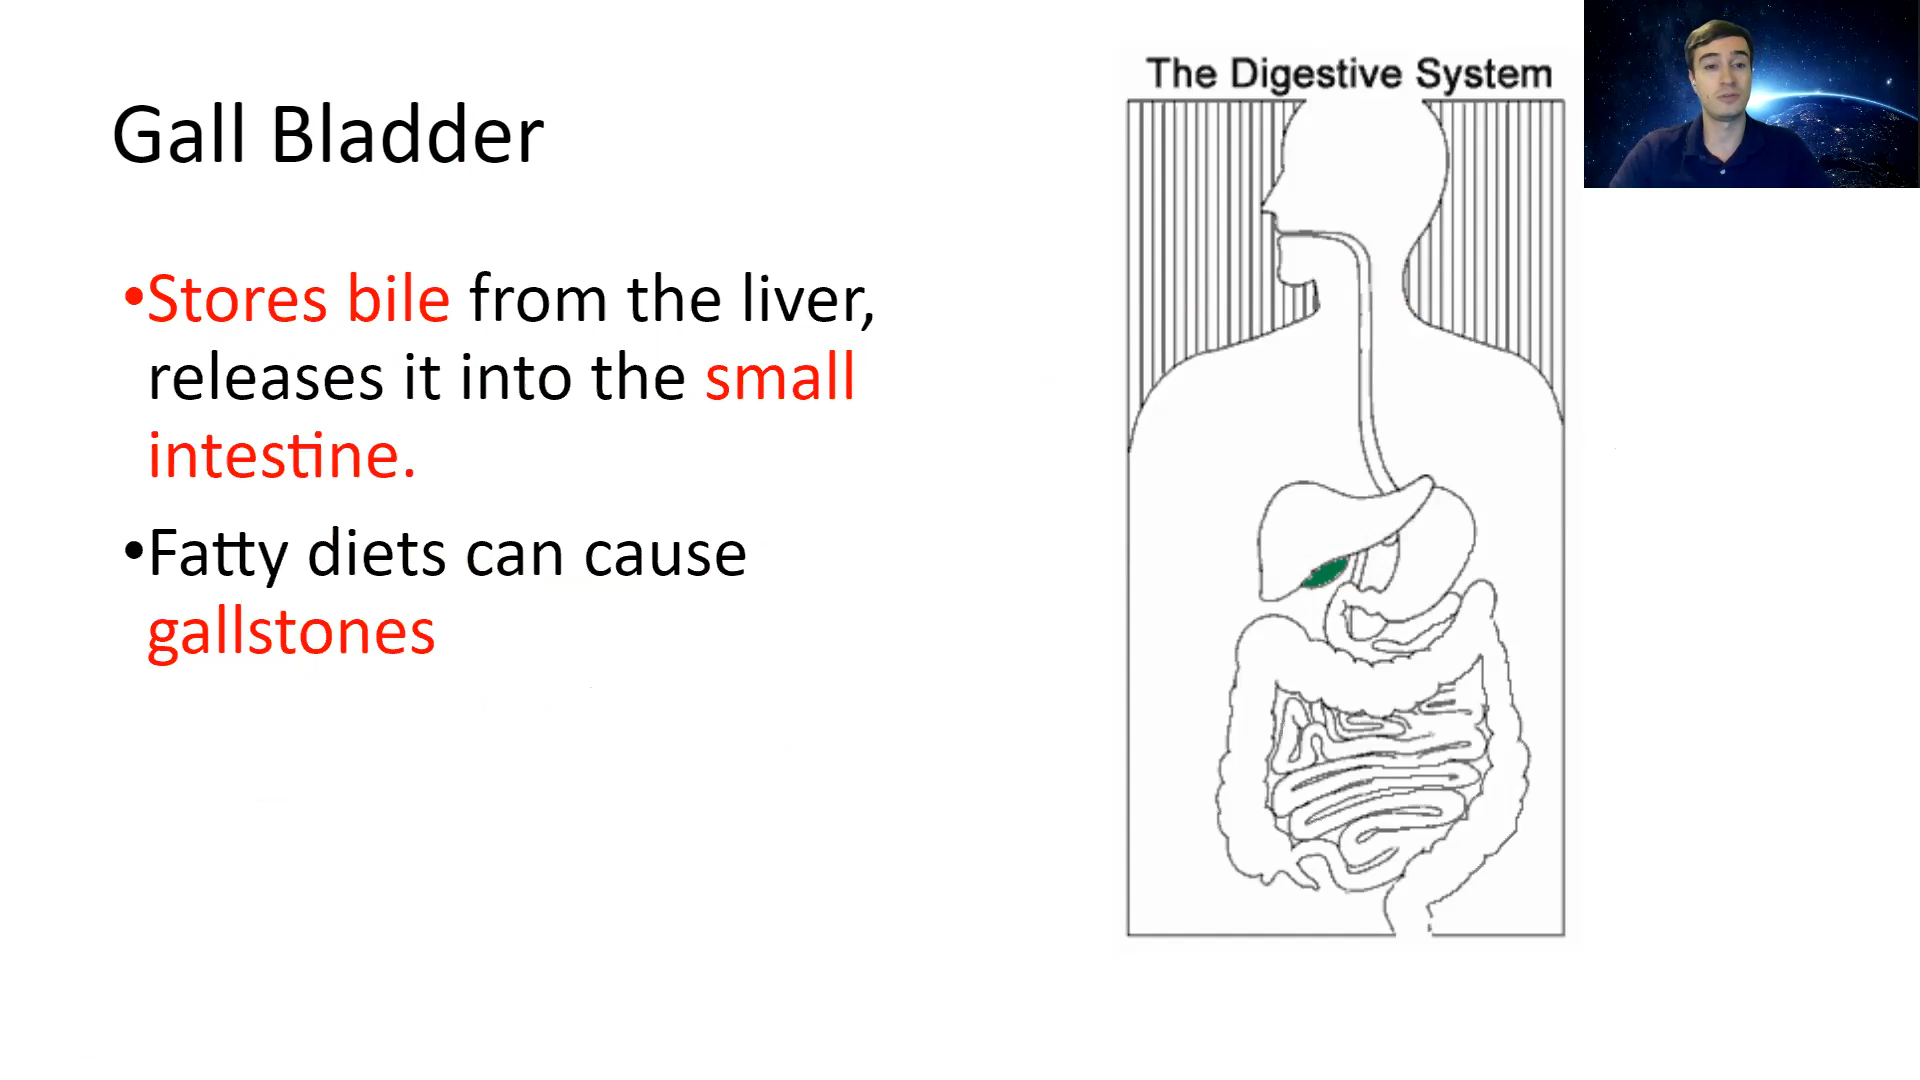 Gall Bladder
•Stores bile from the liver,
releases it into the small
intestine.
•Fatty diets can cause
gallstones
The Digestive System